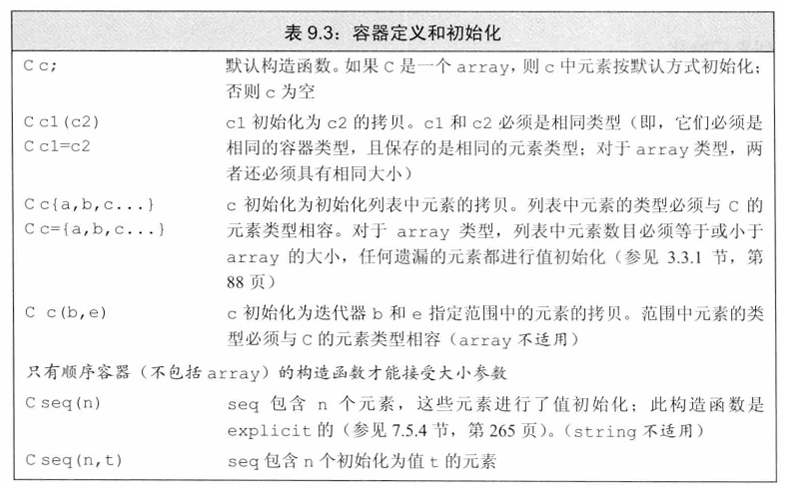 表 9.3：容器定义和初始化
C c; 默认构造函数。如果 C 是一个 array，则 c 中元素按默认方式初始化；
否则 c 为空
C c1(c2) c1 初始化为 c2 的拷贝。c1 和 c2 必须是相同类型（即，它们必须是
C c1=c2 相同的容器类型，且保存的是相同的元素类型；对于 array 类型，两
者还必须具有相同大小）
C c{a,b,c...} c 初始化为初始化列表中元素的拷贝。列表中元素的类型必须与 C 的
C c={a,b,c...} 元素类型相容。对于 array 类型，列表中元素数目必须等于或小于
array 的大小，任何遗漏的元素都进行值初始化（参见 3.3.1 节，第
88 页）
C c(b,e) c 初始化为迭代器 b 和 e 指定范围中的元素的拷贝。范围中元素的类
型必须与 C 的元素类型相容（array 不适用）
只有顺序容器（不包括 array）的构造函数才能接受大小参数
C seq(n) seq 包含 n 个元素，这些元素进行了值初始化；此构造函数是
explicit 的（参见 7.5.4 节，第 265 页）。（string 不适用）
C seq(n,t) seq 包含 n 个初始化为值 t 的元素